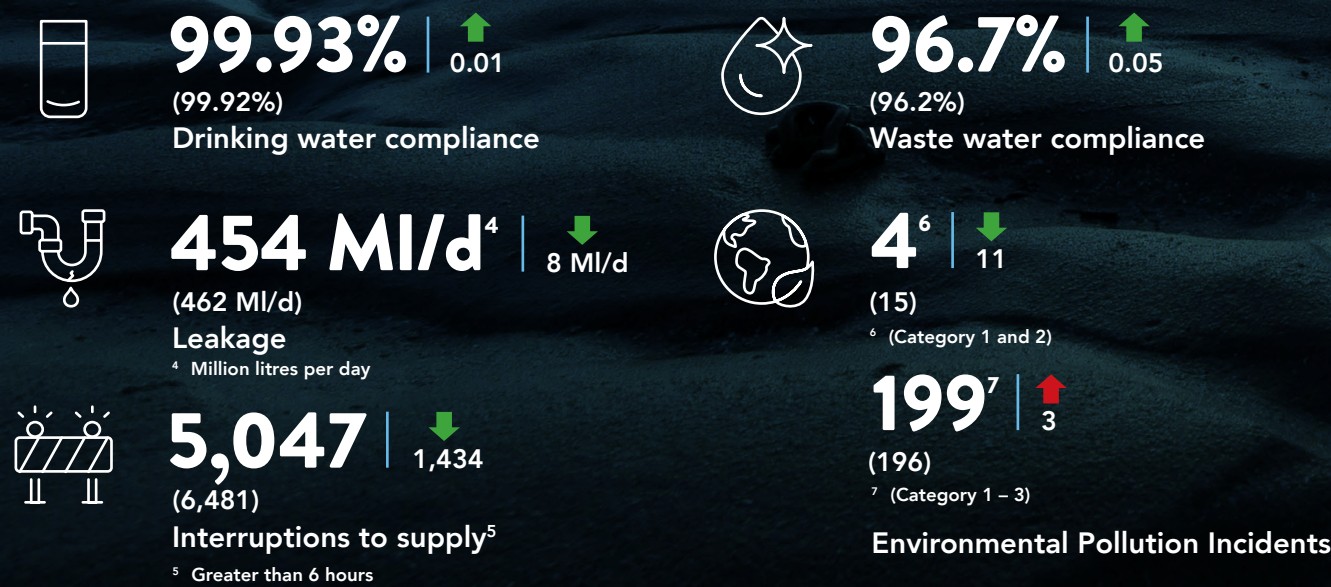 99.93%
0.01
(99.92%)
Drinking water compliance
96.7%
0.05
(96.2%)
Waste water compliance
454 Ml/d⁴
8 Ml/d
(462 Ml/d)
Leakage
⁴ Million litres per day
4⁶
11
(15)
⁶ (Category 1 and 2)
199⁷
3
(196)
⁷ (Category 1 – 3)
Environmental Pollution Incidents
5,047
1,434
(6,481)
Interruptions to supply⁵
⁵ Greater than 6 hours